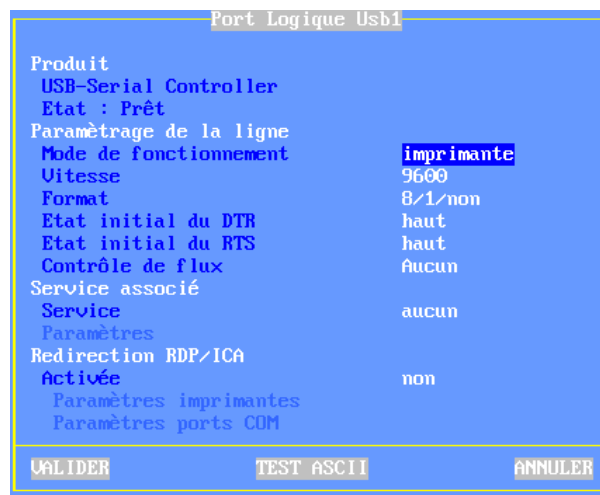 Port Logique Usb1
Produit
USB-Serial Controller
Etat : Prêt
Paramètrage de la ligne
Mode de fonctionnement imprimante
Vitesse 9600
Format 8/1/non
Etat initial du DTR haut
Etat initial du RTS haut
Contrôle de flux Aucun
Service associé
Service aucun
Paramètres
Redirection RDP/ICA
Activée non
Paramètres imprimantes
Paramètres ports COM
VALIDER TEST ASCII ANNULER